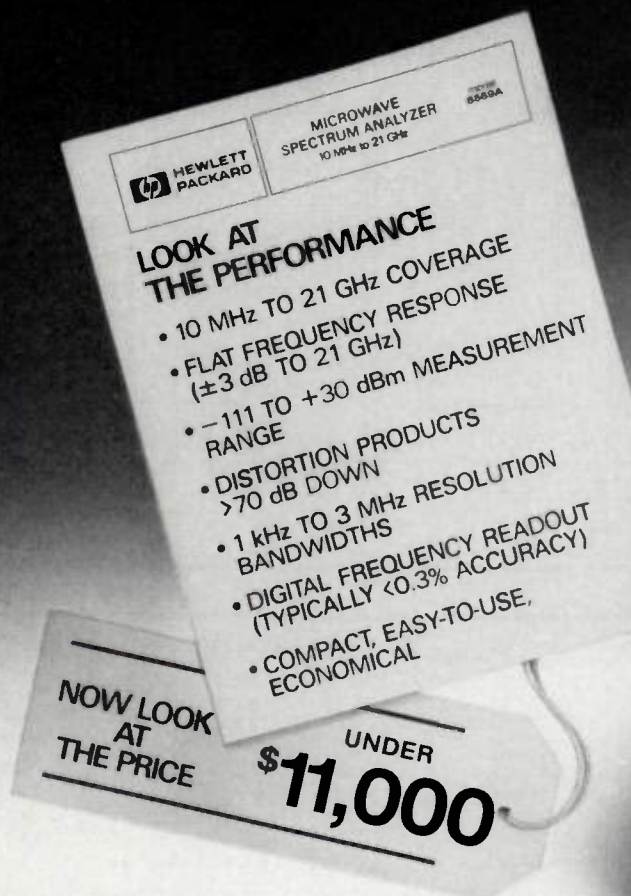 hp HEWLETT
PACKARD
MICROWAVE
SPECTRUM ANALYZER
10 MHz to 21 GHz
8569A
LOOK AT
THE PERFORMANCE
• 10 MHz TO 21 GHz COVERAGE
• FLAT FREQUENCY RESPONSE
(±3 dB TO 21 GHz)
• −111 TO +30 dBm MEASUREMENT
RANGE
• DISTORTION PRODUCTS
>70 dB DOWN
• 1 kHz TO 3 MHz RESOLUTION
BANDWIDTHS
• DIGITAL FREQUENCY READOUT
(TYPICALLY <0.3% ACCURACY)
• COMPACT, EASY-TO-USE,
ECONOMICAL
NOW LOOK
AT
THE PRICE
UNDER
$11,000